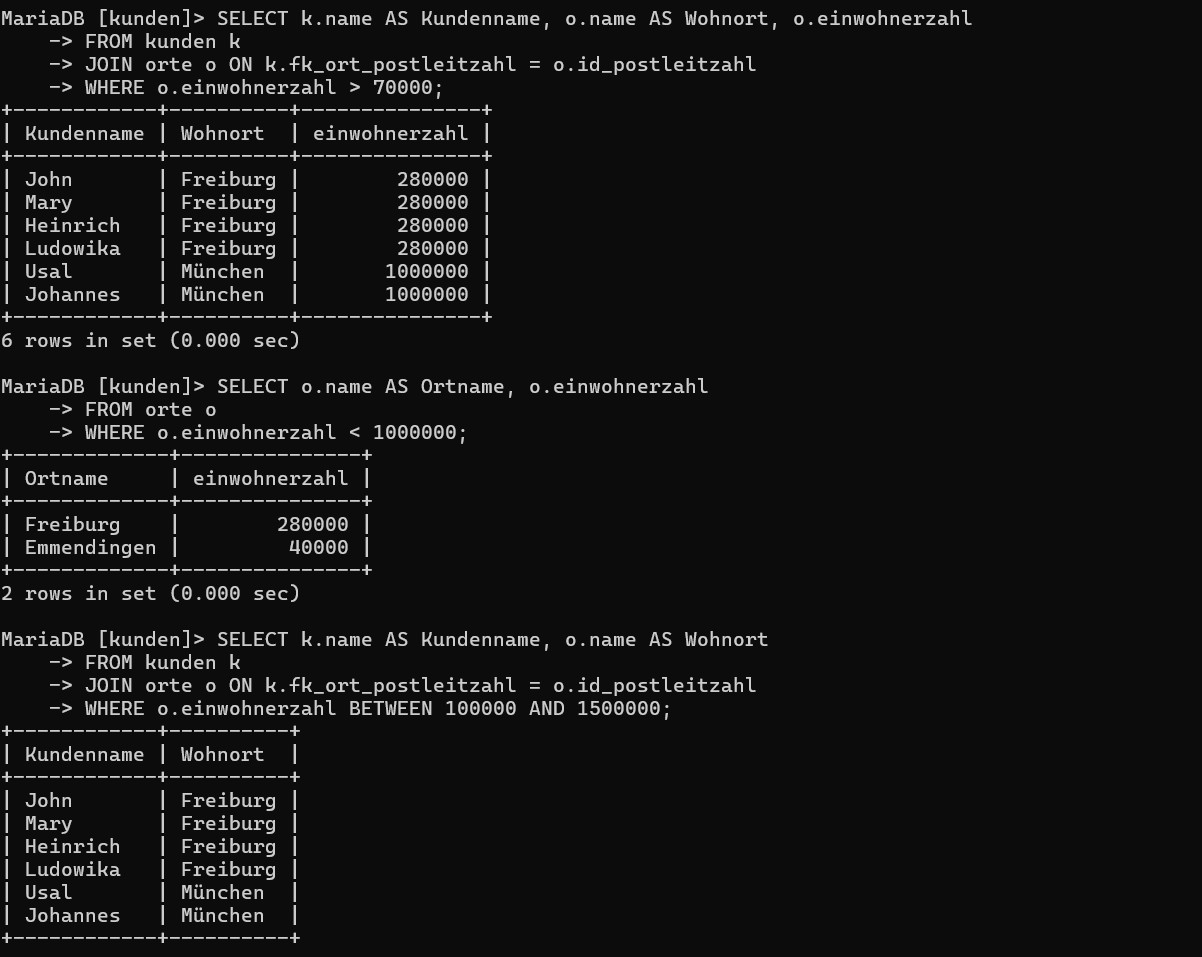 MariaDB [kunden]> SELECT k.name AS Kundenname, o.name AS Wohnort, o.einwohnerzahl
    -> FROM kunden k
    -> JOIN orte o ON k.fk_ort_postleitzahl = o.id_postleitzahl
    -> WHERE o.einwohnerzahl > 70000;
+------------+----------+---------------+
| Kundenname | Wohnort  | einwohnerzahl |
+------------+----------+---------------+
| John       | Freiburg |        280000 |
| Mary       | Freiburg |        280000 |
| Heinrich   | Freiburg |        280000 |
| Ludowika   | Freiburg |        280000 |
| Usal       | München  |       1000000 |
| Johannes   | München  |       1000000 |
+------------+----------+---------------+
6 rows in set (0.000 sec)

MariaDB [kunden]> SELECT o.name AS Ortname, o.einwohnerzahl
    -> FROM orte o
    -> WHERE o.einwohnerzahl < 1000000;
+-------------+---------------+
| Ortname     | einwohnerzahl |
+-------------+---------------+
| Freiburg    |        280000 |
| Emmendingen |         40000 |
+-------------+---------------+
2 rows in set (0.000 sec)

MariaDB [kunden]> SELECT k.name AS Kundenname, o.name AS Wohnort
    -> FROM kunden k
    -> JOIN orte o ON k.fk_ort_postleitzahl = o.id_postleitzahl
    -> WHERE o.einwohnerzahl BETWEEN 100000 AND 1500000;
+------------+----------+
| Kundenname | Wohnort  |
+------------+----------+
| John       | Freiburg |
| Mary       | Freiburg |
| Heinrich   | Freiburg |
| Ludowika   | Freiburg |
| Usal       | München  |
| Johannes   | München  |
+------------+----------+